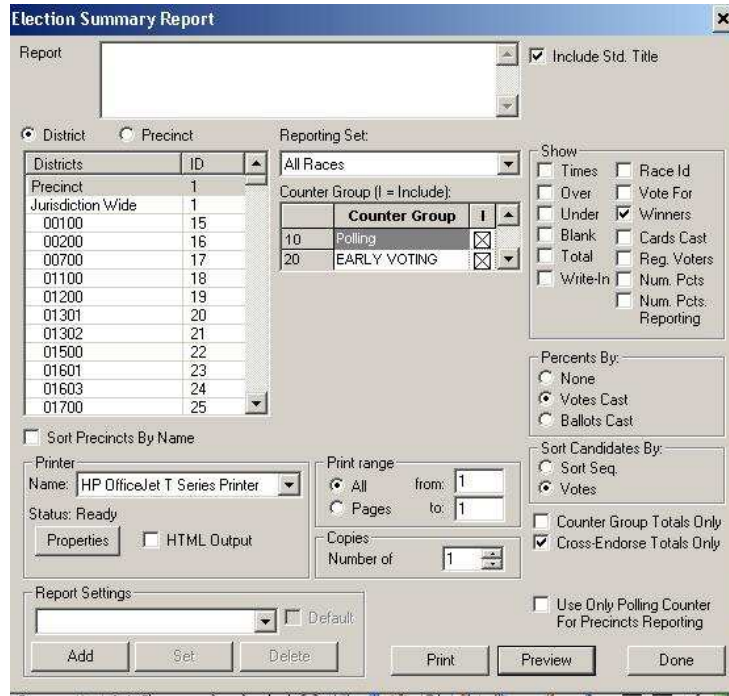 Election Summary Report
Report
Include Std. Title
District Precinct
Reporting Set:
All Races
Districts ID
Precinct 1
Jurisdiction Wide 1
00100 15
00200 16
00700 17
01100 18
01200 19
01301 20
01302 21
01500 22
01601 23
01603 24
01700 25
Counter Group (I = Include):
Counter Group I
10 Polling
20 EARLY VOTING
Show
Times Race Id
Over Vote For
Under Winners
Blank Cards Cast
Total Reg. Voters
Write-In Num. Pcts
Num. Pcts.
Reporting
Percents By:
None
Votes Cast
Ballots Cast
Sort Precincts By Name
Sort Candidates By:
Sort Seq.
Votes
Printer
Name: HP OfficeJet T Series Printer
Status: Ready
Properties HTML Output
Print range
All from: 1
Pages to: 1
Copies
Number of 1
Counter Group Totals Only
Cross-Endorse Totals Only
Report Settings
Default
Add Set Delete
Use Only Polling Counter
For Precincts Reporting
Print Preview Done